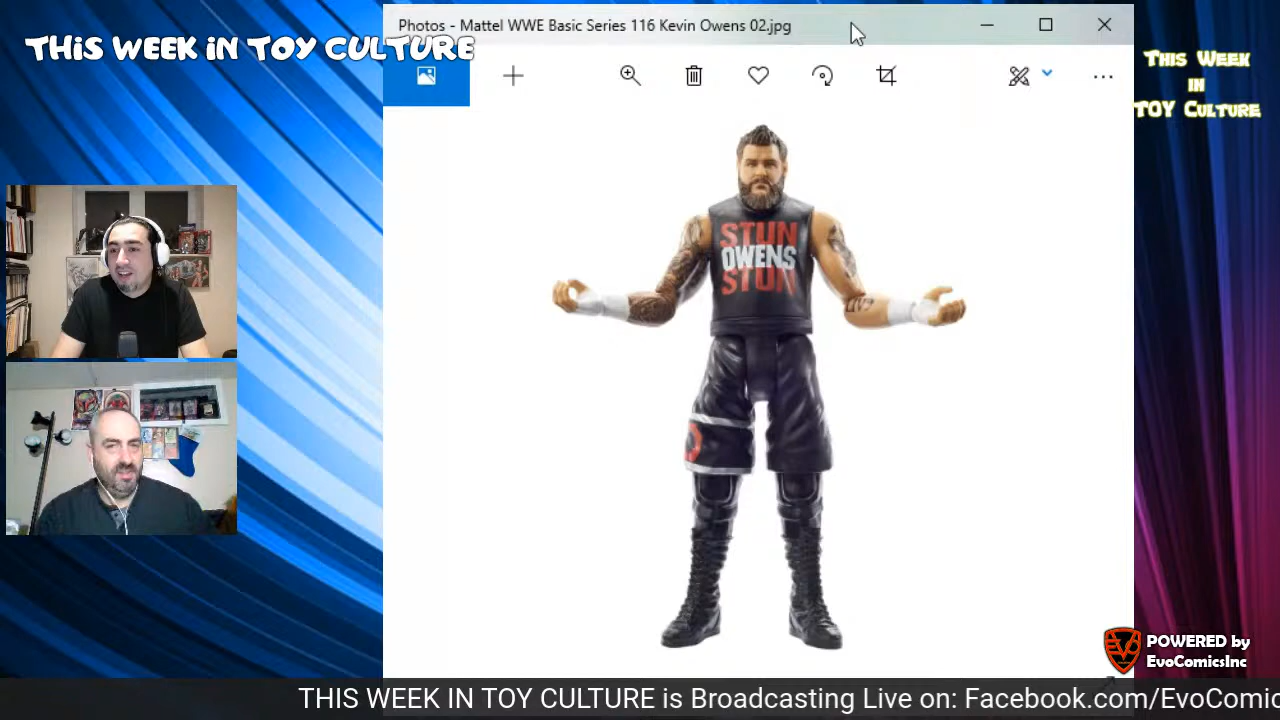 Photos - Mattel WWE Basic Series 116 Kevin Owens 02.jpg
THiS WEEK iN TOY CULTURE
This Week
in
TOY Culture
STUN
OWENS
STUN
POWERED by
EvoComicsInc
THIS WEEK IN TOY CULTURE is Broadcasting Live on: Facebook.com/EvoComic